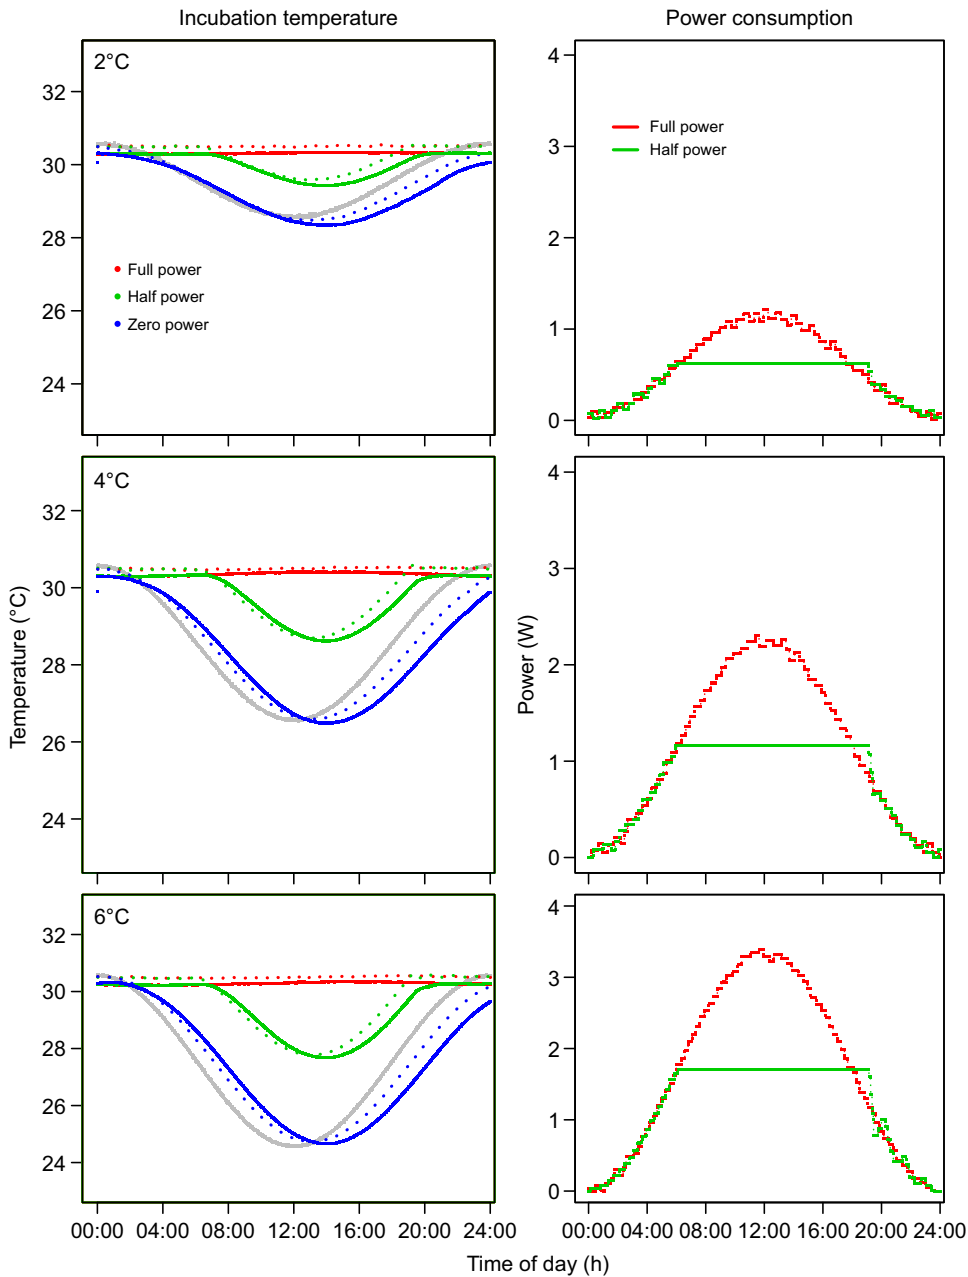 Incubation temperature
Power consumption
2°C
32
30
28
26
24
Full power
Half power
Zero power
4
3
2
1
0
Full power
Half power
4°C
32
30
28
26
24
Temperature (°C)
4
3
2
1
0
Power (W)
6°C
32
30
28
26
24
00:00 04:00 08:00 12:00 16:00 20:00 24:00
4
3
2
1
0
00:00 04:00 08:00 12:00 16:00 20:00 24:00
Time of day (h)